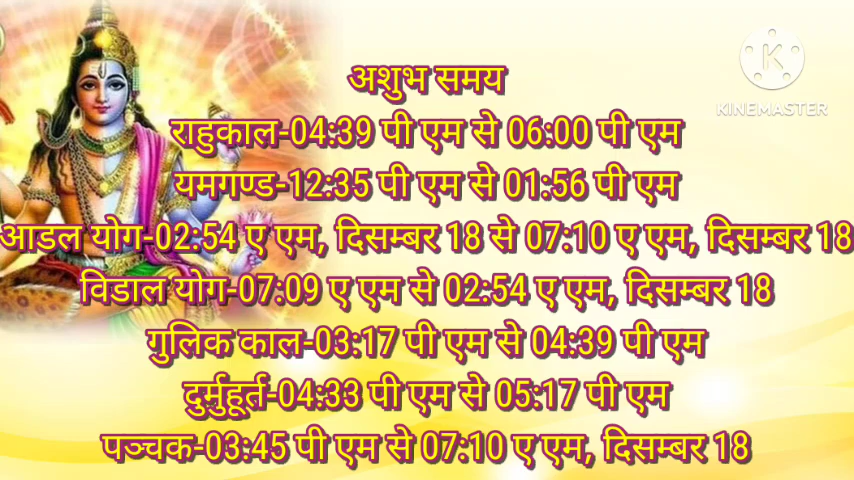 अशुभ समय
KINEMASTER
राहुकाल-04:39 पी एम से 06:00 पी एम
यमगण्ड-12:35 पी एम से 01:56 पी एम
आडल योग-02:54 ए एम, दिसम्बर 18 से 07:10 ए एम, दिसम्बर 18
विडाल योग-07:09 ए एम से 02:54 ए एम, दिसम्बर 18
गुलिक काल-03:17 पी एम से 04:39 पी एम
दुर्मुहूर्त-04:33 पी एम से 05:17 पी एम
पञ्चक-03:45 पी एम से 07:10 ए एम, दिसम्बर 18